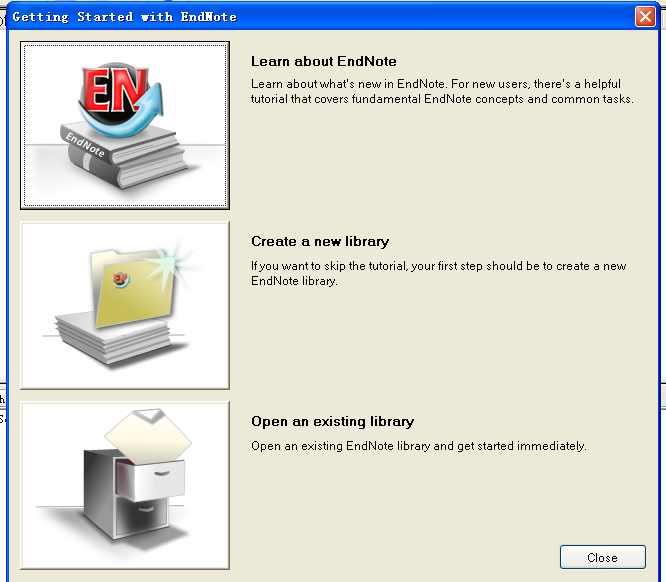 Getting Started with EndNote
EN
EndNote
Learn about EndNote
Learn about what's new in EndNote. For new users, there's a helpful
tutorial that covers fundamental EndNote concepts and common tasks.
EN
Create a new library
If you want to skip the tutorial, your first step should be to create a new
EndNote library.
Open an existing library
Open an existing EndNote library and get started immediately.
Close